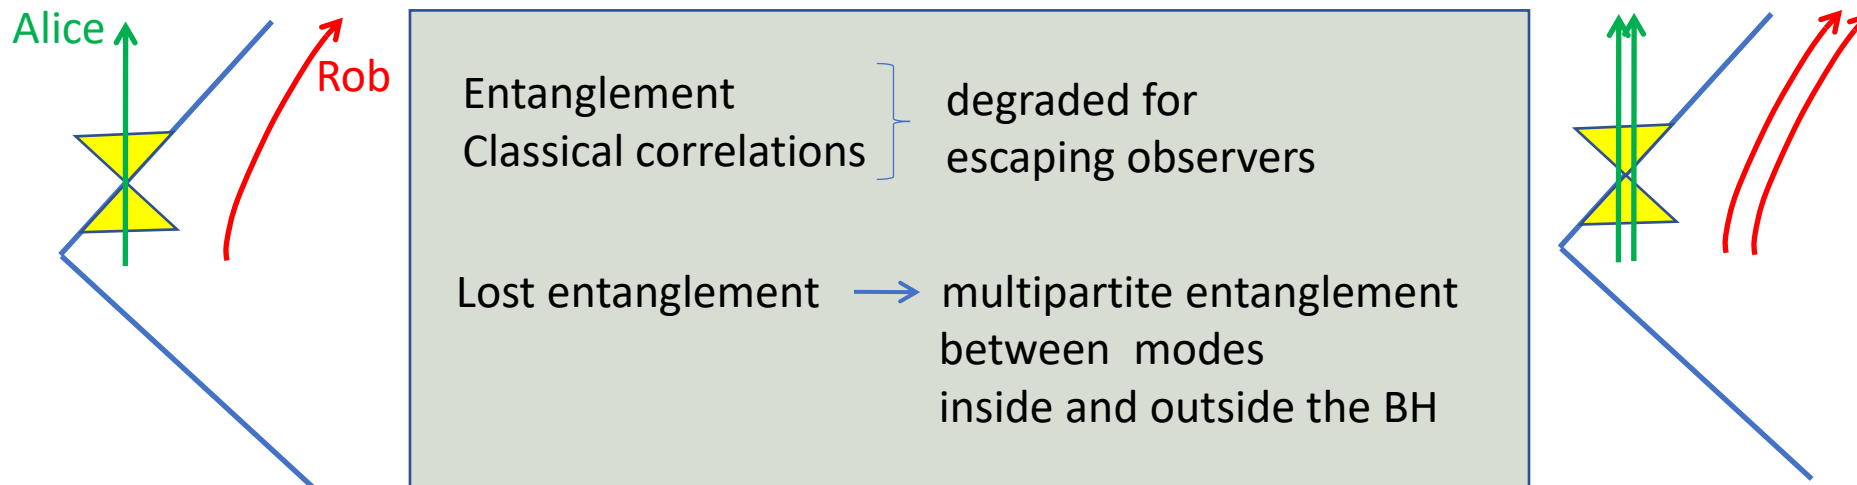 Alice
Rob
Entanglement
Classical correlations
degraded for
escaping observers
Lost entanglement
multipartite entanglement
between modes
inside and outside the BH